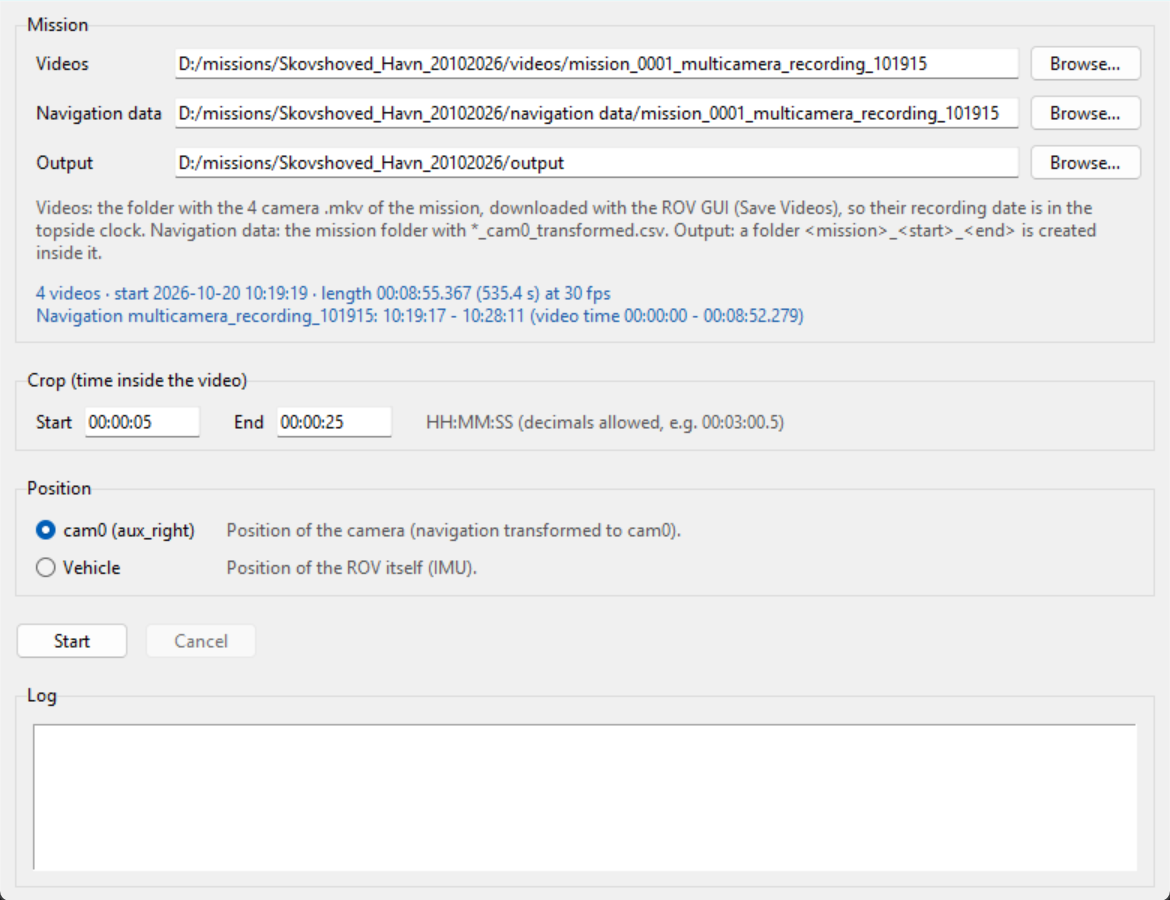 Mission
Videos D:/missions/Skovshoved_Havn_20102026/videos/mission_0001_multicamera_recording_101915 Browse...
Navigation data D:/missions/Skovshoved_Havn_20102026/navigation data/mission_0001_multicamera_recording_101915 Browse...
Output D:/missions/Skovshoved_Havn_20102026/output Browse...
Videos: the folder with the 4 camera .mkv of the mission, downloaded with the ROV GUI (Save Videos), so their recording date is in the
topside clock. Navigation data: the mission folder with *_cam0_transformed.csv. Output: a folder <mission>_<start>_<end> is created
inside it.
4 videos · start 2026-10-20 10:19:19 · length 00:08:55.367 (535.4 s) at 30 fps
Navigation multicamera_recording_101915: 10:19:17 - 10:28:11 (video time 00:00:00 - 00:08:52.279)
Crop (time inside the video)
Start 00:00:05 End 00:00:25 HH:MM:SS (decimals allowed, e.g. 00:03:00.5)
Position
cam0 (aux_right) Position of the camera (navigation transformed to cam0).
Vehicle Position of the ROV itself (IMU).
Start Cancel
Log